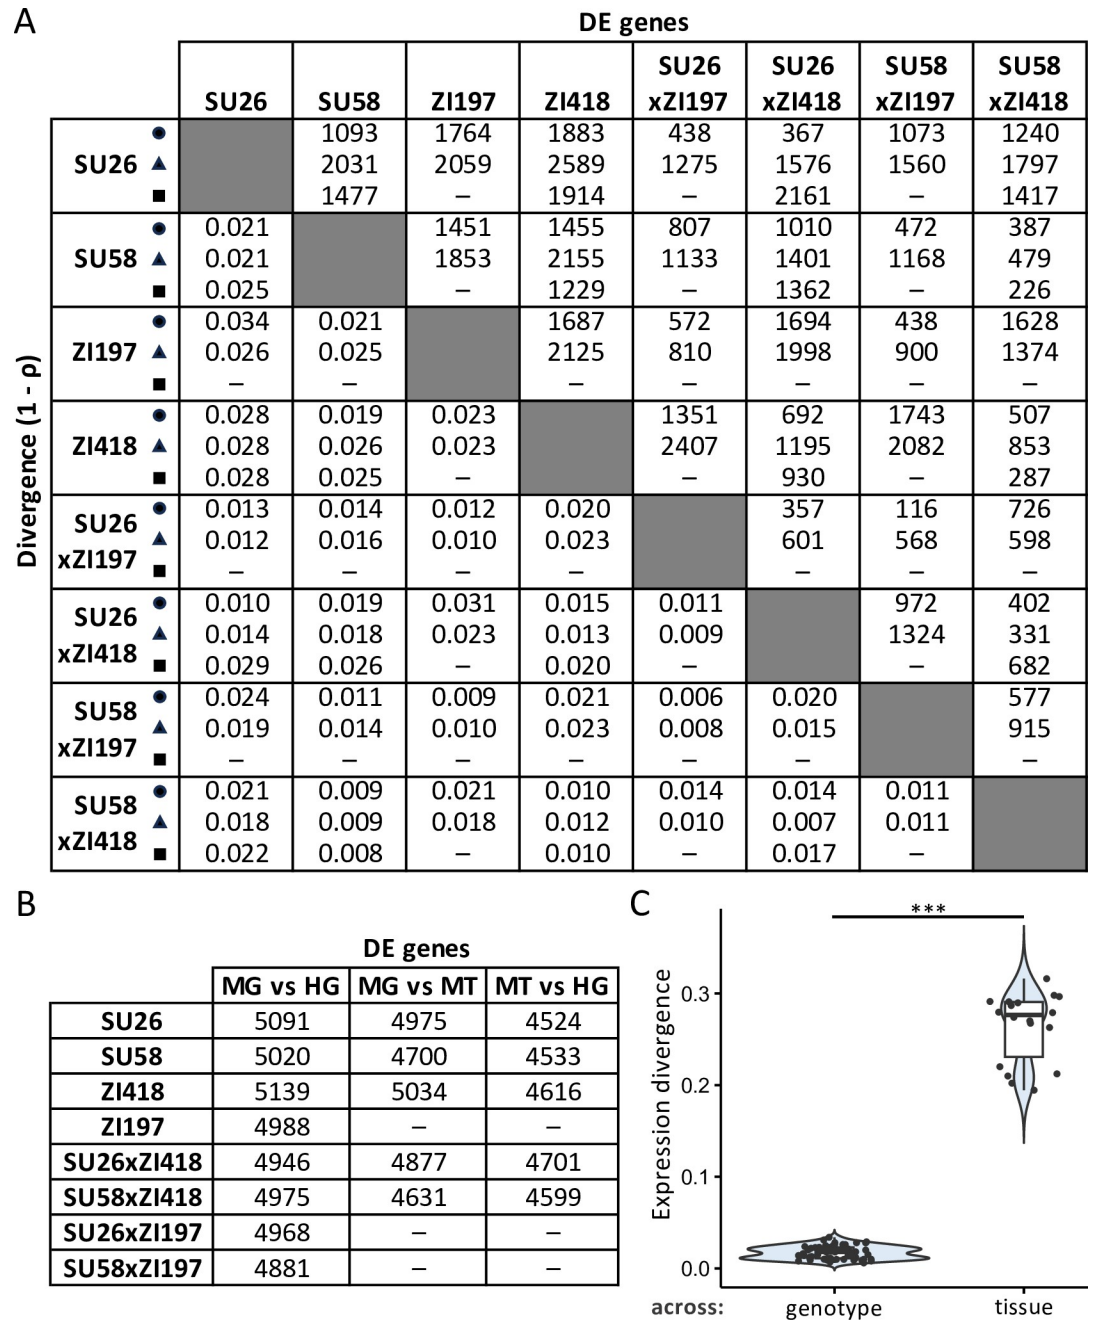 A
DE genes
SU26 SU58 ZI197 ZI418 SU26 xZI197 SU26 xZI418 SU58 xZI197 SU58 xZI418
Divergence (1 - ρ)
SU26
● 1093 1764 1883 438 367 1073 1240
▲ 2031 2059 2589 1275 1576 1560 1797
■ 1477 – 1914 – 2161 – 1417
SU58
● 0.021 1451 1455 807 1010 472 387
▲ 0.021 1853 2155 1133 1401 1168 479
■ 0.025 – 1229 – 1362 – 226
ZI197
● 0.034 0.021 1687 572 1694 438 1628
▲ 0.026 0.025 2125 810 1998 900 1374
■ – – – – – – –
ZI418
● 0.028 0.019 0.023 1351 692 1743 507
▲ 0.028 0.026 0.023 2407 1195 2082 853
■ 0.028 0.025 – – 930 – 287
SU26
xZI197
● 0.013 0.014 0.012 0.020 357 116 726
▲ 0.012 0.016 0.010 0.023 601 568 598
■ – – – – – – –
SU26
xZI418
● 0.010 0.019 0.031 0.015 0.011 972 402
▲ 0.014 0.018 0.023 0.013 0.009 1324 331
■ 0.029 0.026 – 0.020 – – 682
SU58
xZI197
● 0.024 0.011 0.009 0.021 0.006 0.020 577
▲ 0.019 0.014 0.010 0.023 0.008 0.015 915
■ – – – – – – –
SU58
xZI418
● 0.021 0.009 0.021 0.010 0.014 0.014 0.011
▲ 0.018 0.009 0.018 0.012 0.010 0.007 0.011
■ 0.022 0.008 – 0.010 – 0.017 –
B
DE genes
MG vs HG MG vs MT MT vs HG
SU26 5091 4975 4524
SU58 5020 4700 4533
ZI418 5139 5034 4616
ZI197 4988 – –
SU26xZI418 4946 4877 4701
SU58xZI418 4975 4631 4599
SU26xZI197 4968 – –
SU58xZI197 4881 – –
C
***
Expression divergence
0.3
0.2
0.1
0.0
across: genotype tissue